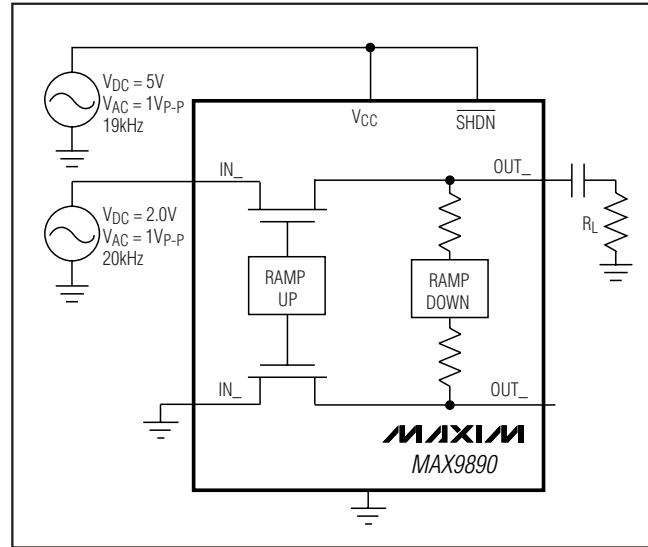 V_DC = 5V
V_AC = 1V_P-P
19kHz
V_CC
SHDN
IN_
OUT_
V_DC = 2.0V
V_AC = 1V_P-P
20kHz
R_L
RAMP
UP
RAMP
DOWN
IN_
OUT_
MAXIM
MAX9890